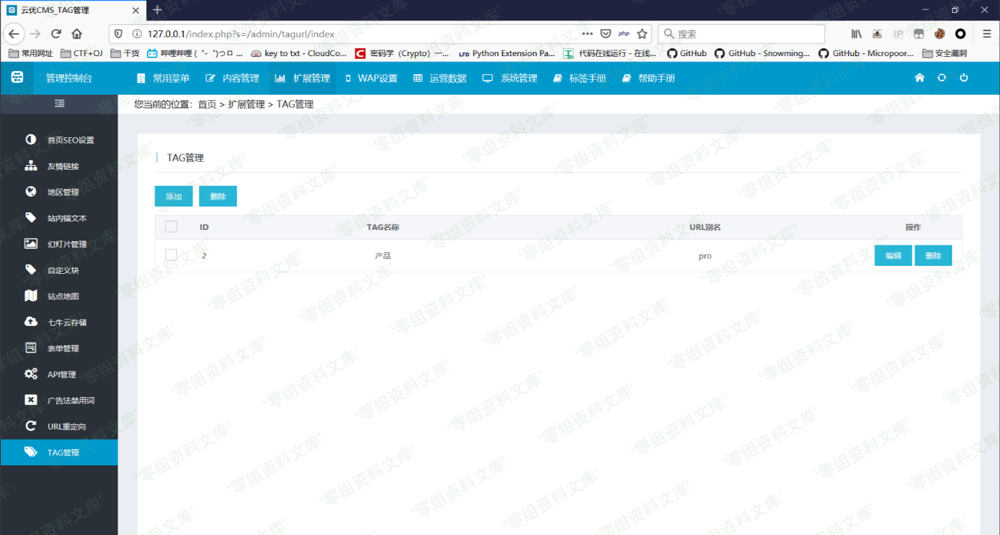 云优CMS_TAG管理
127.0.0.1/index.php?s=/admin/tagurl/index
php
搜索
IP
常用网址 CTF+OJ 干货 哔哩哔哩 ( ゜- ゜)つロ ... key to txt - CloudCo... 密码学（Crypto）一... LFD Python Extension Pa... 代码在线运行 - 在线... GitHub GitHub - Snowming... GitHub - Micropoor... 安全漏洞
管理控制台 常用菜单 内容管理 扩展管理 WAP设置 运营数据 系统管理 标签手册 帮助手册
您当前的位置：首页 > 扩展管理 > TAG管理
首页SEO设置
友情链接
地区管理
站内锚文本
幻灯片管理
自定义块
站点地图
七牛云存储
表单管理
API管理
广告法禁用词
URL重定向
TAG管理
TAG管理
添加 删除
ID TAG名称 URL别名 操作
2 产品 pro 编辑 删除
'零组资料文库'